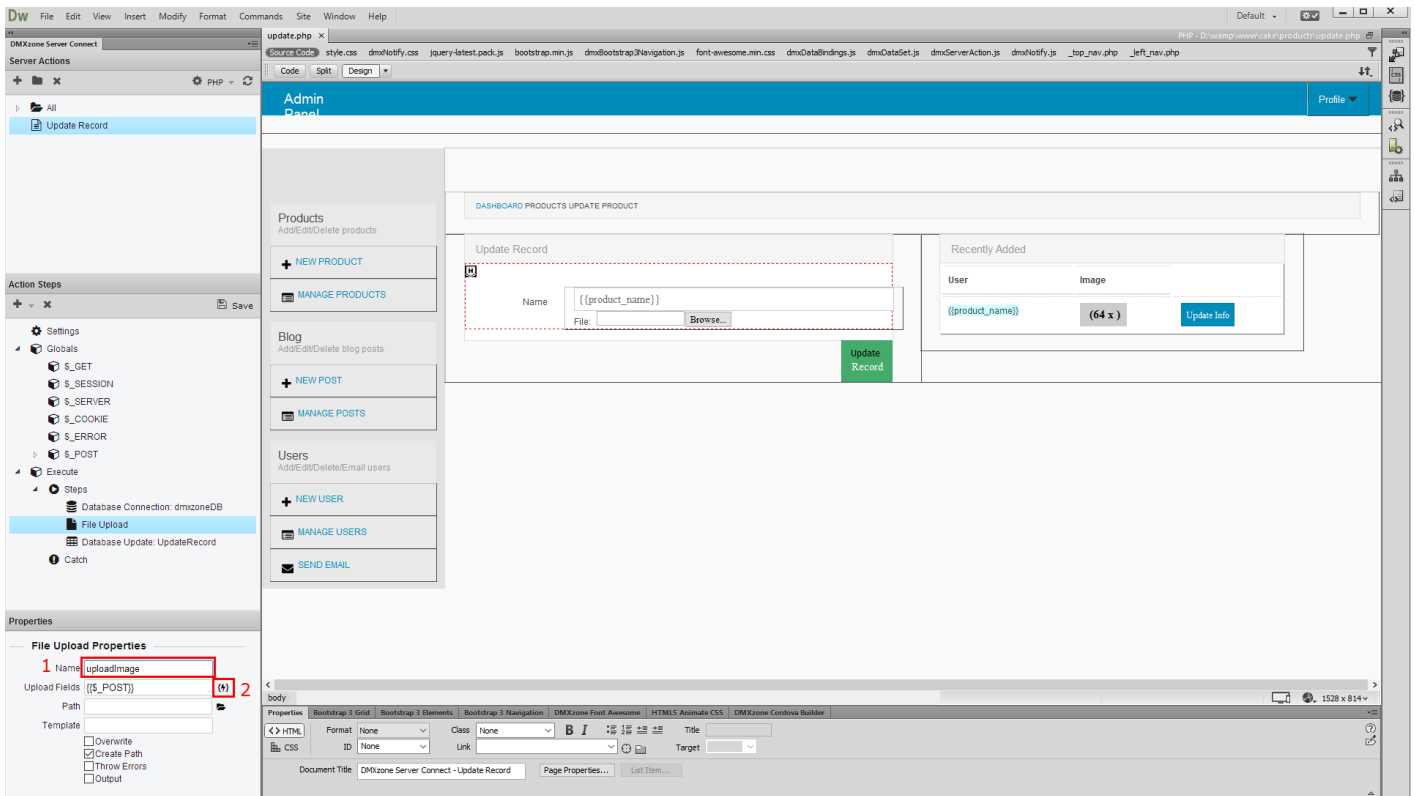 DW File Edit View Insert Modify Format Commands Site Window Help Default
DMXzone Server Connect
Server Actions
PHP
All
Update Record
Action Steps
Save
Settings
Globals
$_GET
$_SESSION
$_SERVER
$_COOKIE
$_ERROR
$_POST
Execute
Steps
Database Connection: dmxzoneDB
File Upload
Database Update: UpdateRecord
Catch
Properties
File Upload Properties
1 Name uploadImage
Upload Fields {{$_POST}} 2
Path
Template
Overwrite
Create Path
Throw Errors
Output
update.php x
PHP - D:\wamp\www\cake\products\update.php
Source Code style.css dmxNotify.css jquery-latest.pack.js bootstrap.min.js dmxBootstrap3Navigation.js font-awesome.min.css dmxDataBindings.js dmxDataSet.js dmxServerAction.js dmxNotify.js _top_nav.php _left_nav.php
Code Split Design
Admin
Panel
Profile
Products
Add/Edit/Delete products
NEW PRODUCT
MANAGE PRODUCTS
Blog
Add/Edit/Delete blog posts
NEW POST
MANAGE POSTS
Users
Add/Edit/Delete/Email users
NEW USER
MANAGE USERS
SEND EMAIL
DASHBOARD PRODUCTS UPDATE PRODUCT
Update Record
Name {{product_name}}
File: Browse...
Update
Record
Recently Added
User Image
{{product_name}} (64 x ) Update Info
body 1528 x 814
Properties Bootstrap 3 Grid Bootstrap 3 Elements Bootstrap 3 Navigation DMXzone Font Awesome HTML5 Animate CSS DMXzone Cordova Builder
<> HTML Format None Class None B I Title
CSS ID None Link Target
Document Title DMXzone Server Connect - Update Record Page Properties... List Item...